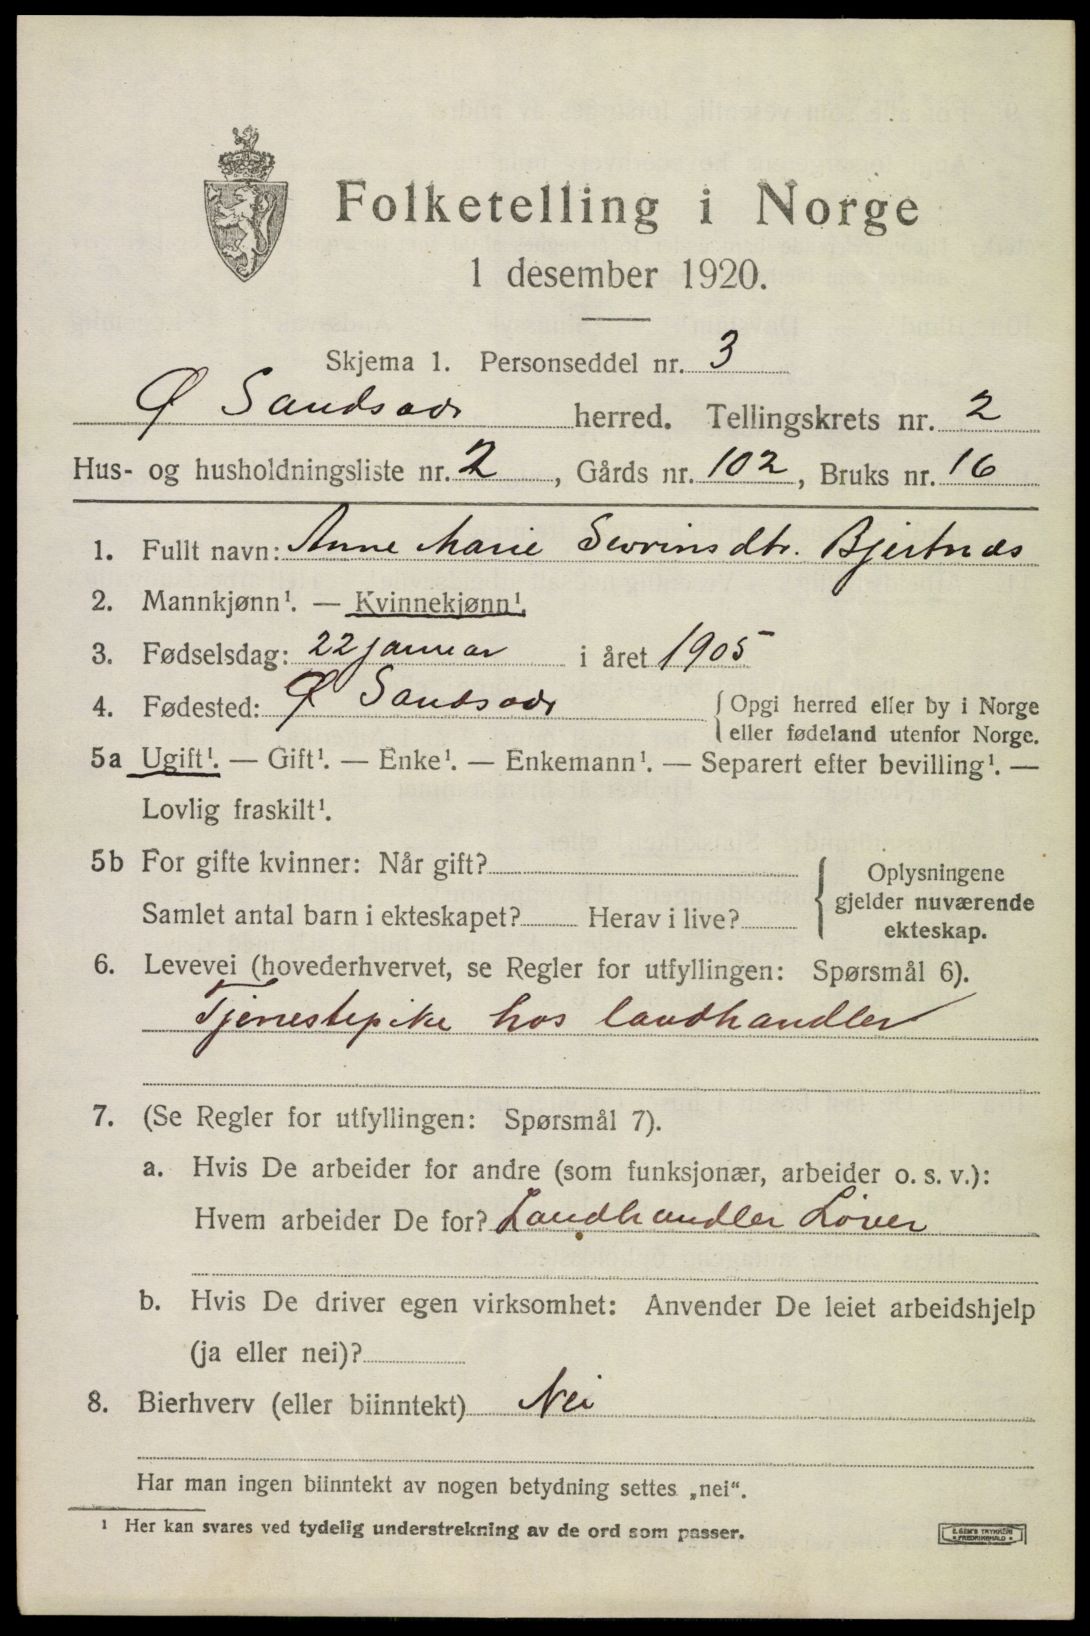 Folketelling i Norge
1 desember 1920.
Skjema 1. Personseddel nr. 3
Ø Sandsvær herred. Tellingskrets nr. 2
Hus- og husholdningsliste nr. 2, Gårds nr. 102, Bruks nr. 16
1. Fullt navn: Anne Marie Sevrinsdtr. Bjertnæs
2. Mannkjønn¹. — Kvinnekjønn¹.
3. Fødselsdag: 22 januar i året 1905
4. Fødested: Ø Sandsvær { Opgi herred eller by i Norge
eller fødeland utenfor Norge.
5a Ugift¹. — Gift¹. — Enke¹. — Enkemann¹. — Separert efter bevilling¹. —
Lovlig fraskilt¹.
5b For gifte kvinner: Når gift?
Samlet antal barn i ekteskapet? Herav i live?
{ Oplysningene
gjelder nuværende
ekteskap.
6. Levevei (hovederhvervet, se Regler for utfyllingen: Spørsmål 6).
Tjenestepike hos landhandler
7. (Se Regler for utfyllingen: Spørsmål 7).
a. Hvis De arbeider for andre (som funksjonær, arbeider o. s. v.):
Hvem arbeider De for? Landhandler Löver
b. Hvis De driver egen virksomhet: Anvender De leiet arbeidshjelp
(ja eller nei)?
8. Bierhverv (eller biinntekt) Nei
Har man ingen biinntekt av nogen betydning settes „nei“.
¹ Her kan svares ved tydelig understrekning av de ord som passer.